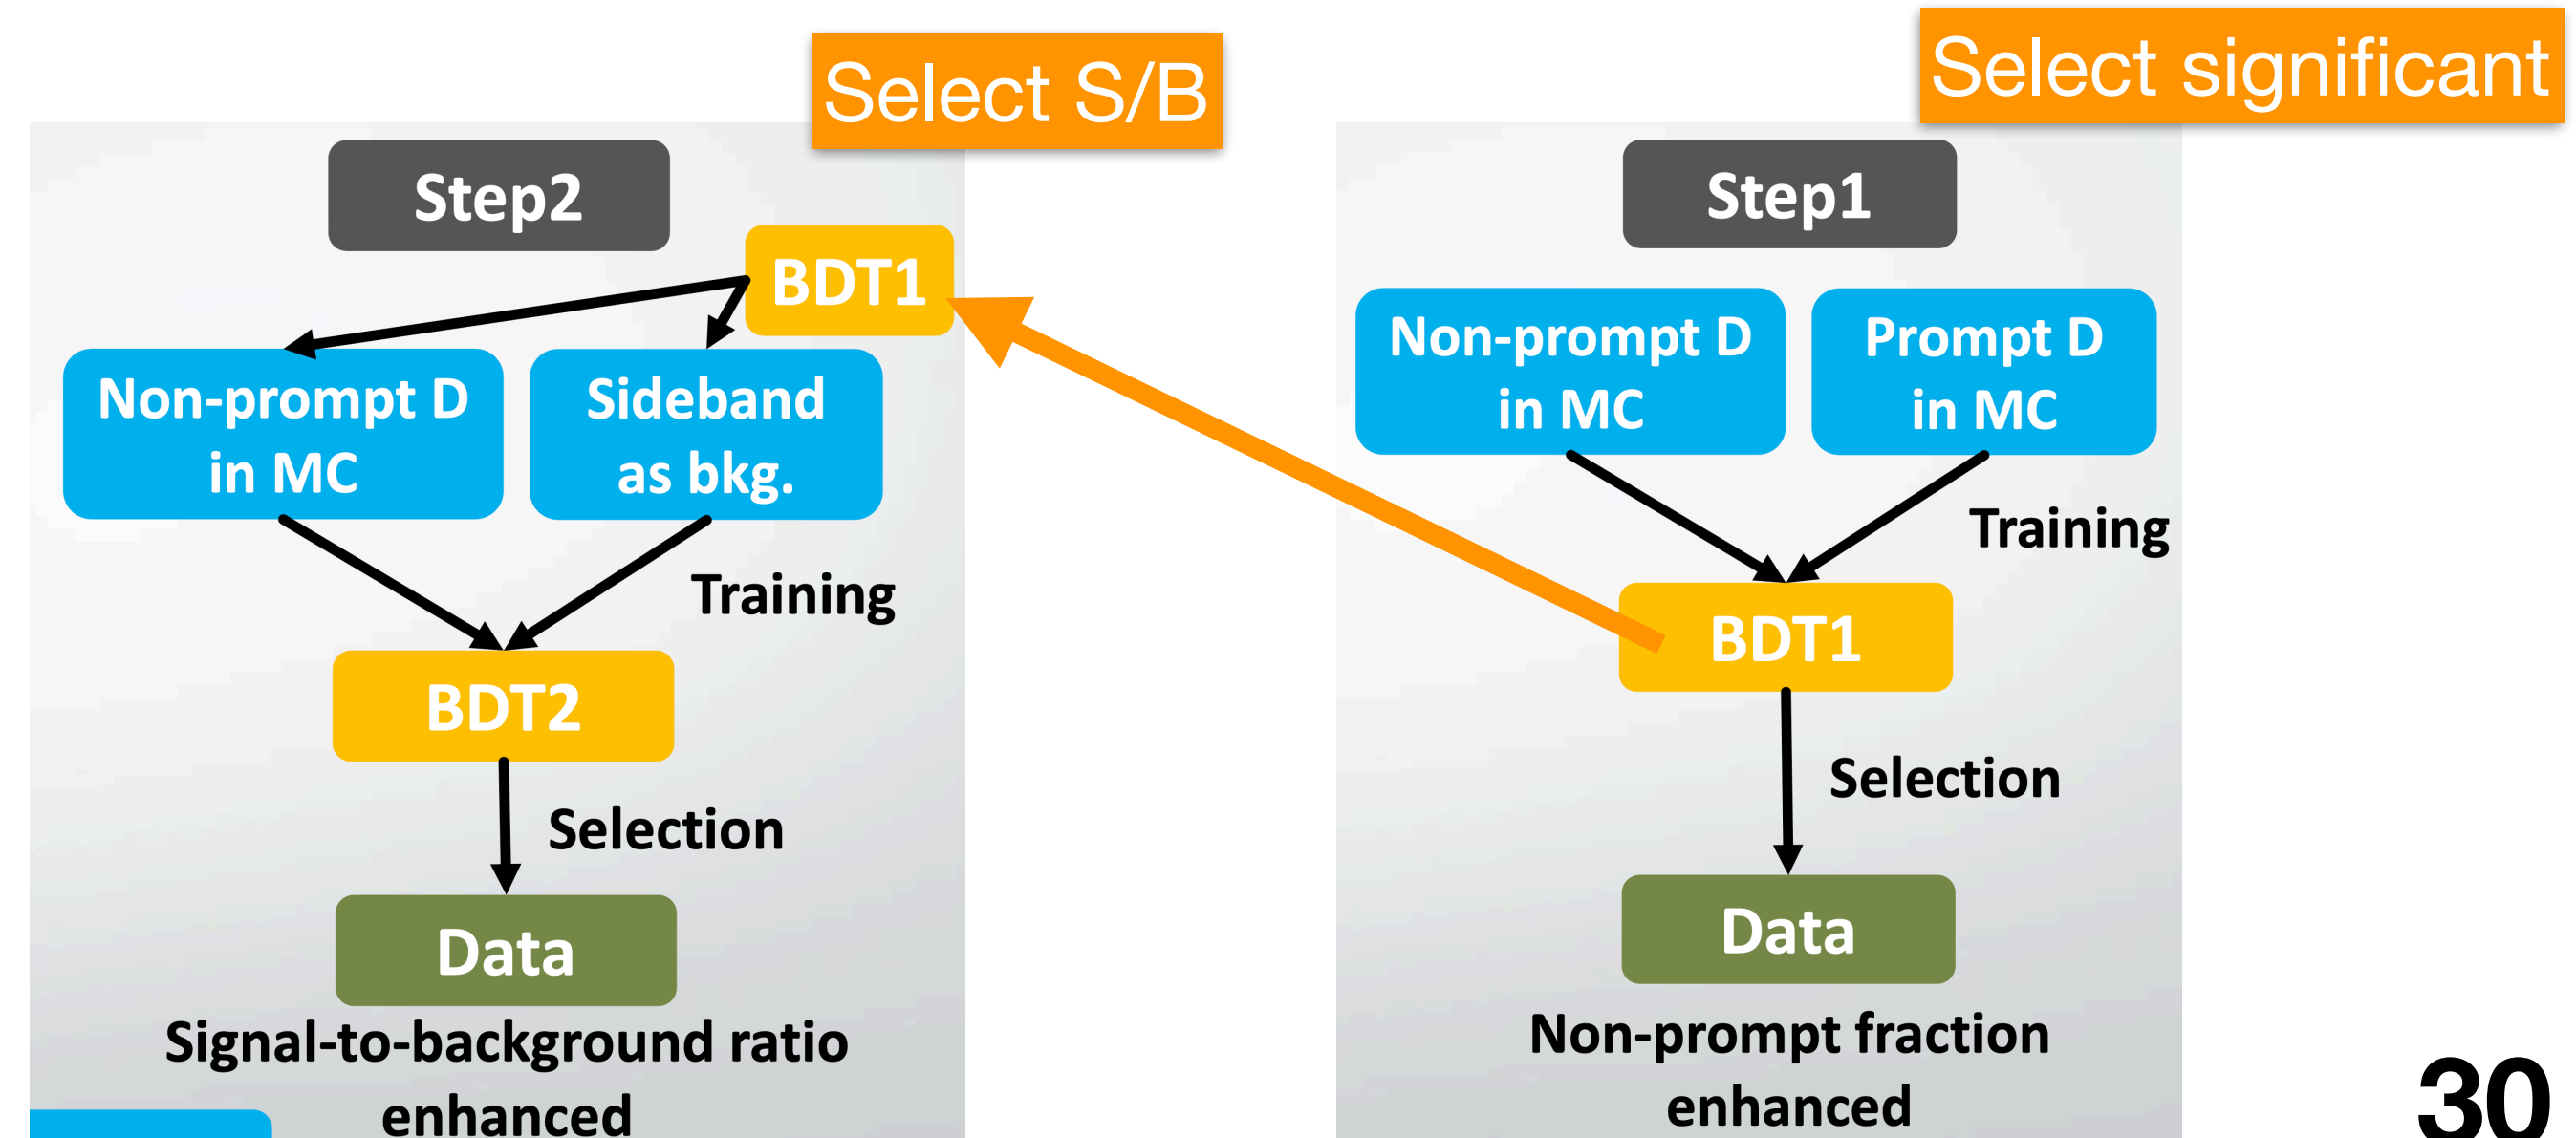 Select S/B
Step2
BDT1
Non-prompt D
in MC
Sideband
as bkg.
Training
BDT2
Selection
Data
Signal-to-background ratio
enhanced
Select significant
Step1
Non-prompt D
in MC
Prompt D
in MC
Training
BDT1
Selection
Data
Non-prompt fraction
enhanced
30